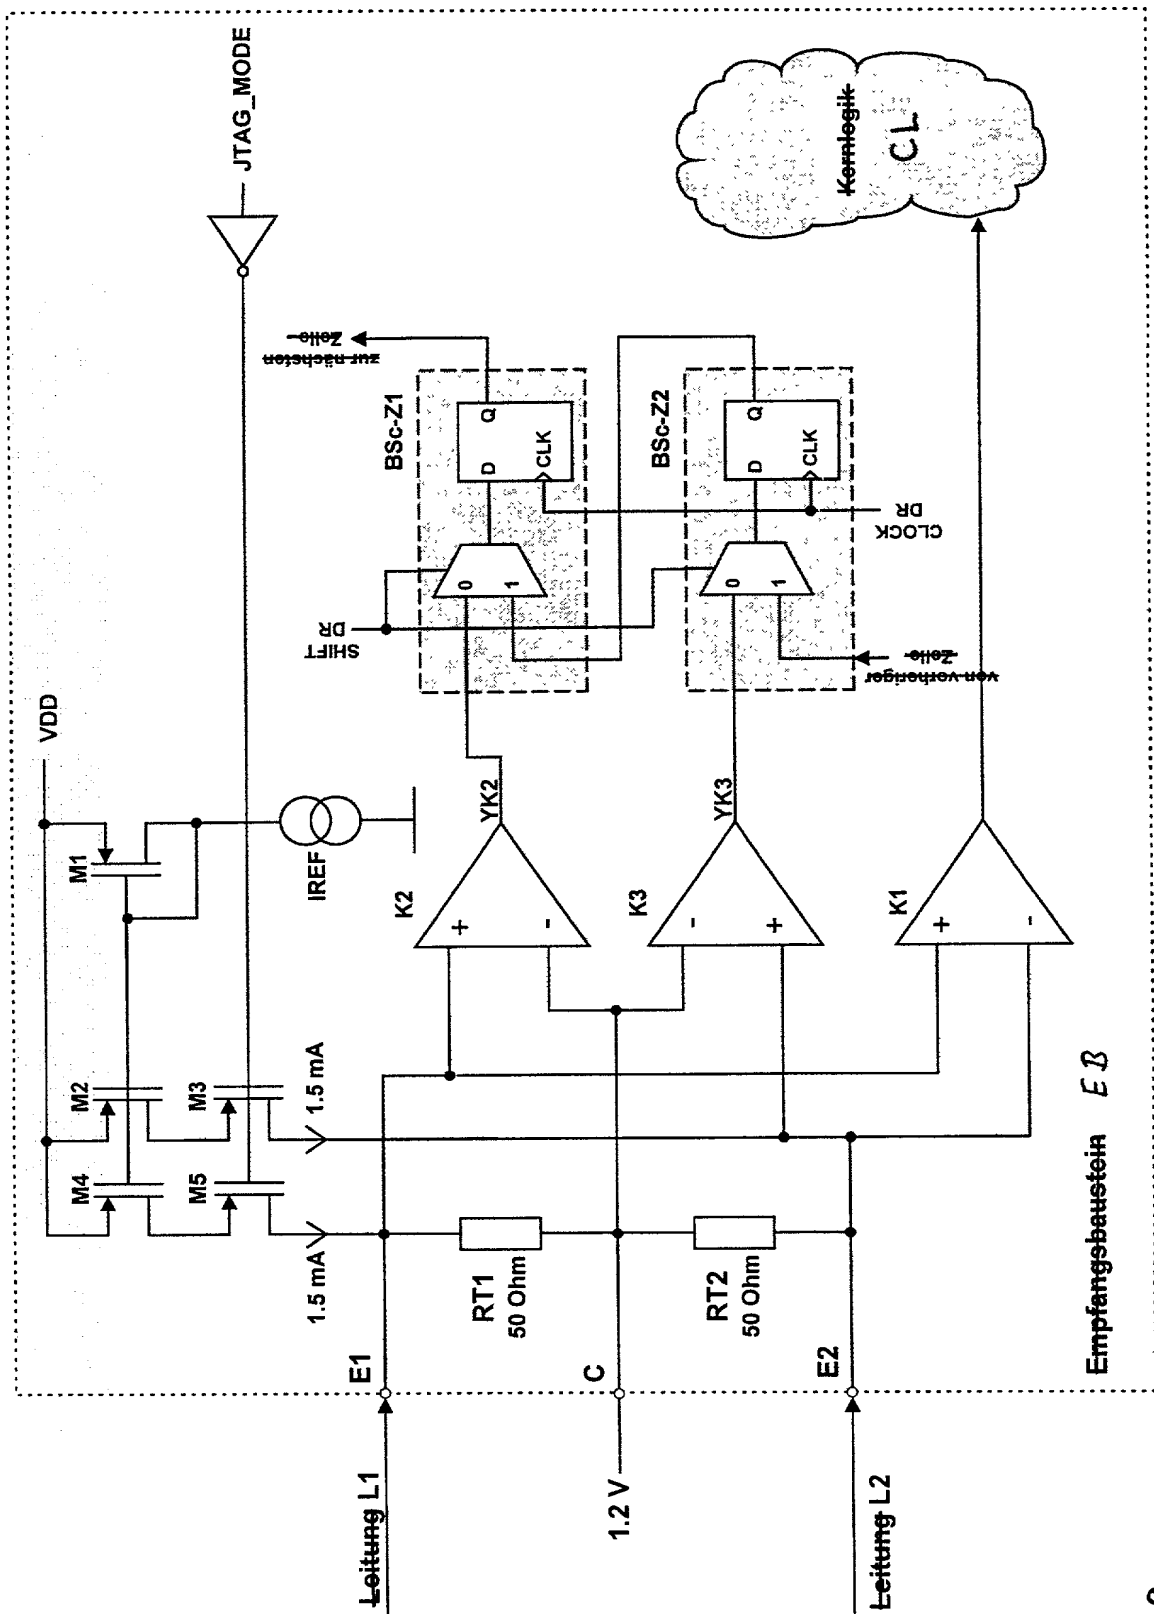 JTAG_MODE
VDD
M1
M2
M3
M4
M5
IREF
1.5 mA
1.5 mA
BSc-Z1
zur nächsten
Zelle
D
Q
CLK
0
1
SHIFT
DR
BSc-Z2
D
Q
CLK
0
1
CLOCK
DR
von vorheriger
Zelle
Kernlogik
CL
YK2
YK3
K2
+
-
K3
-
+
K1
+
-
RT1
50 Ohm
RT2
50 Ohm
E1
C
E2
Leitung L1
1.2 V
Leitung L2
Empfangsbaustein EB